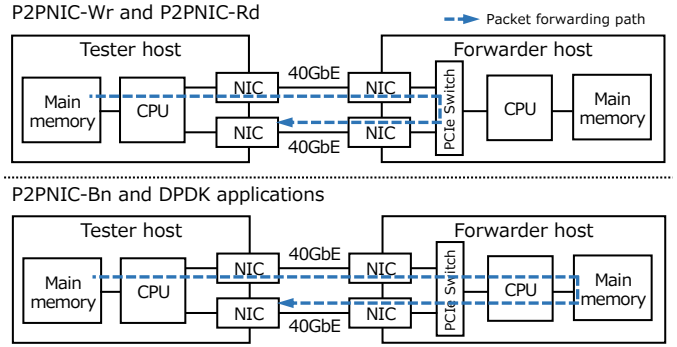 P2PNIC-Wr and P2PNIC-Rd
Packet forwarding path
Tester host
Forwarder host
Main
memory
CPU
NIC
40GbE
NIC
NIC
40GbE
NIC
PCIe Switch
CPU
Main
memory
P2PNIC-Bn and DPDK applications
Tester host
Forwarder host
Main
memory
CPU
NIC
40GbE
NIC
NIC
40GbE
NIC
PCIe Switch
CPU
Main
memory